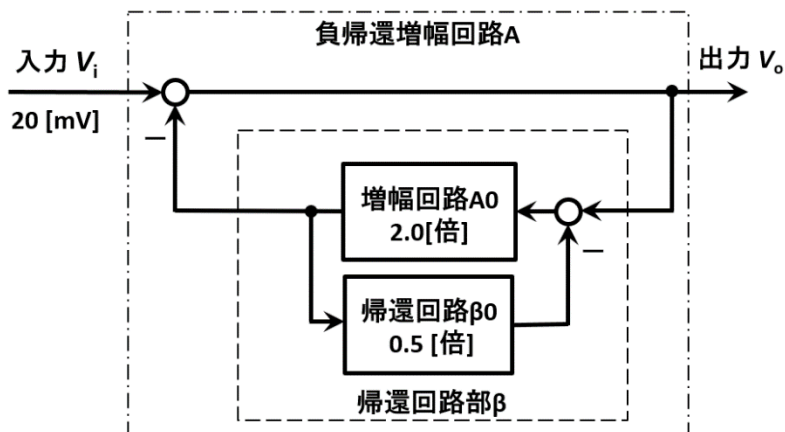 負帰還増幅回路A
入力 Vi
出力 Vo
20 [mV]
−
増幅回路A0
2.0[倍]
−
帰還回路β0
0.5 [倍]
帰還回路部β